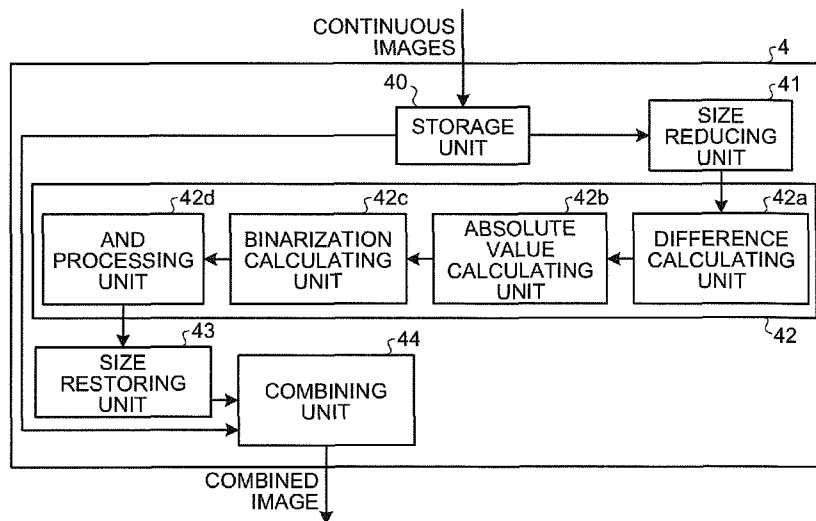 CONTINUOUS
IMAGES
4
40
STORAGE
UNIT
41
SIZE
REDUCING
UNIT
42d
AND
PROCESSING
UNIT
42c
BINARIZATION
CALCULATING
UNIT
42b
ABSOLUTE
VALUE
CALCULATING
UNIT
42a
DIFFERENCE
CALCULATING
UNIT
42
43
SIZE
RESTORING
UNIT
44
COMBINING
UNIT
COMBINED
IMAGE